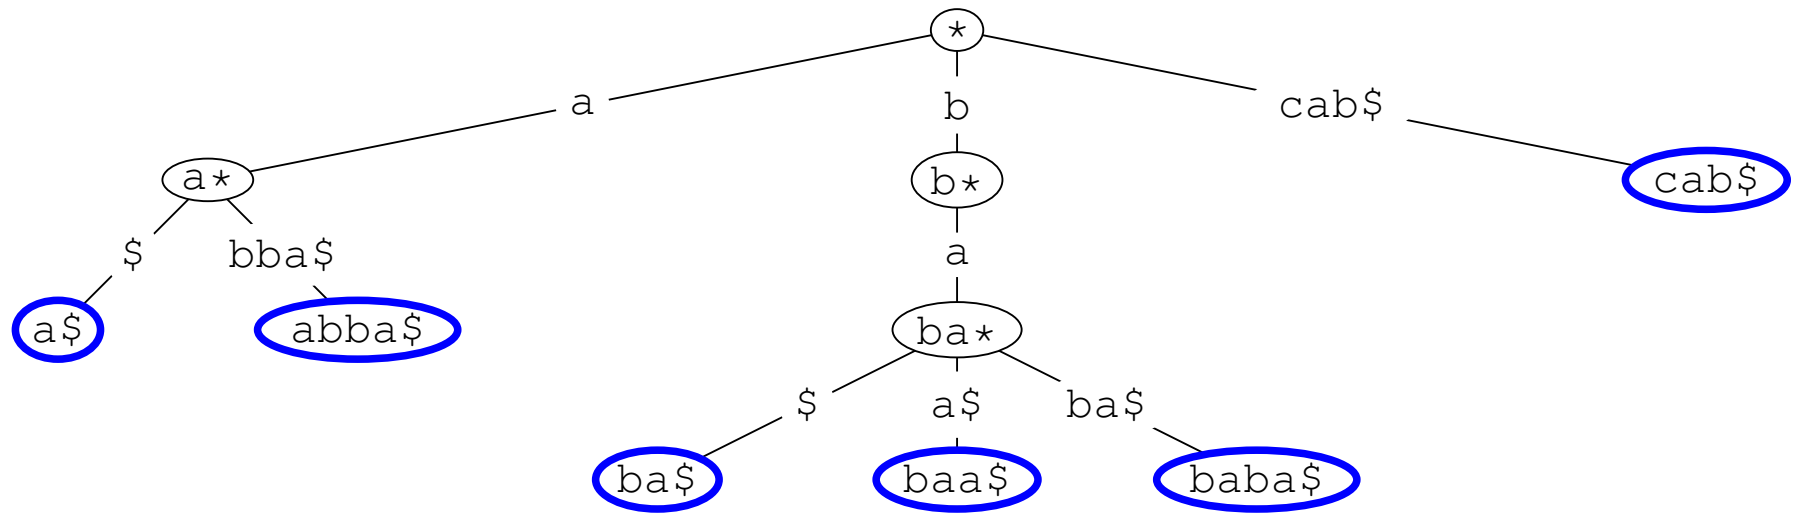 *
a b cab$
a* b* cab$
$ bba$ a
a$ abba$ ba*
$ a$ ba$
ba$ baa$ baba$